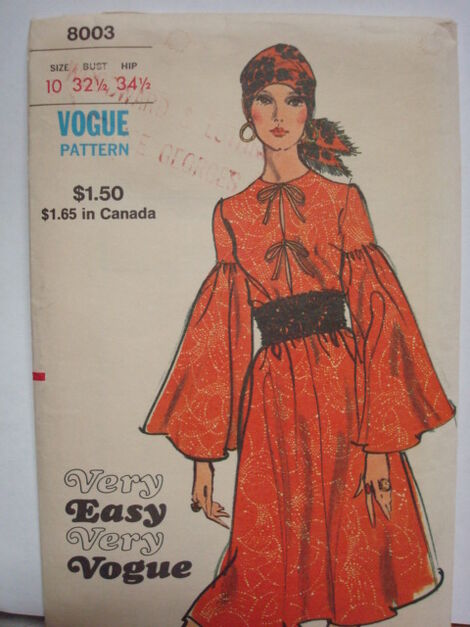 8003
SIZE BUST HIP
10 32½ 34½
VOGUE
PATTERN
$1.50
$1.65 in Canada
Very
Easy
Very
Vogue